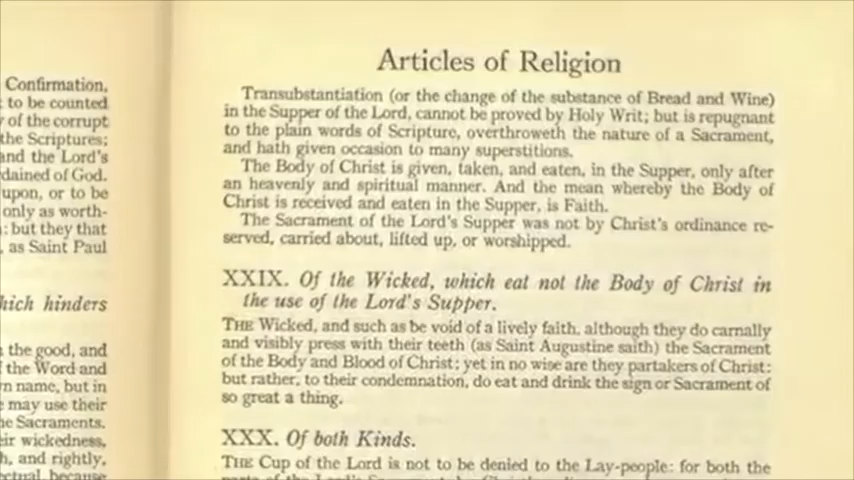 Confirmation,
to be counted
of the corrupt
the Scriptures;
and the Lord's
dained of God.
upon, or to be
only as worth-
: but they that
, as Saint Paul
hich hinders
the good, and
the Word and
n name, but in
may use their
he Sacraments.
eir wickedness,
h, and rightly,
ectual because
Articles of Religion
Transubstantiation (or the change of the substance of Bread and Wine)
in the Supper of the Lord, cannot be proved by Holy Writ; but is repugnant
to the plain words of Scripture, overthroweth the nature of a Sacrament,
and hath given occasion to many superstitions.
The Body of Christ is given, taken, and eaten, in the Supper, only after
an heavenly and spiritual manner. And the mean whereby the Body of
Christ is received and eaten in the Supper, is Faith.
The Sacrament of the Lord's Supper was not by Christ's ordinance re-
served, carried about, lifted up, or worshipped.
XXIX. Of the Wicked, which eat not the Body of Christ in
the use of the Lord's Supper.
THE Wicked, and such as be void of a lively faith, although they do carnally
and visibly press with their teeth (as Saint Augustine saith) the Sacrament
of the Body and Blood of Christ; yet in no wise are they partakers of Christ:
but rather, to their condemnation, do eat and drink the sign or Sacrament of
so great a thing.
XXX. Of both Kinds.
THE Cup of the Lord is not to be denied to the Lay-people: for both the